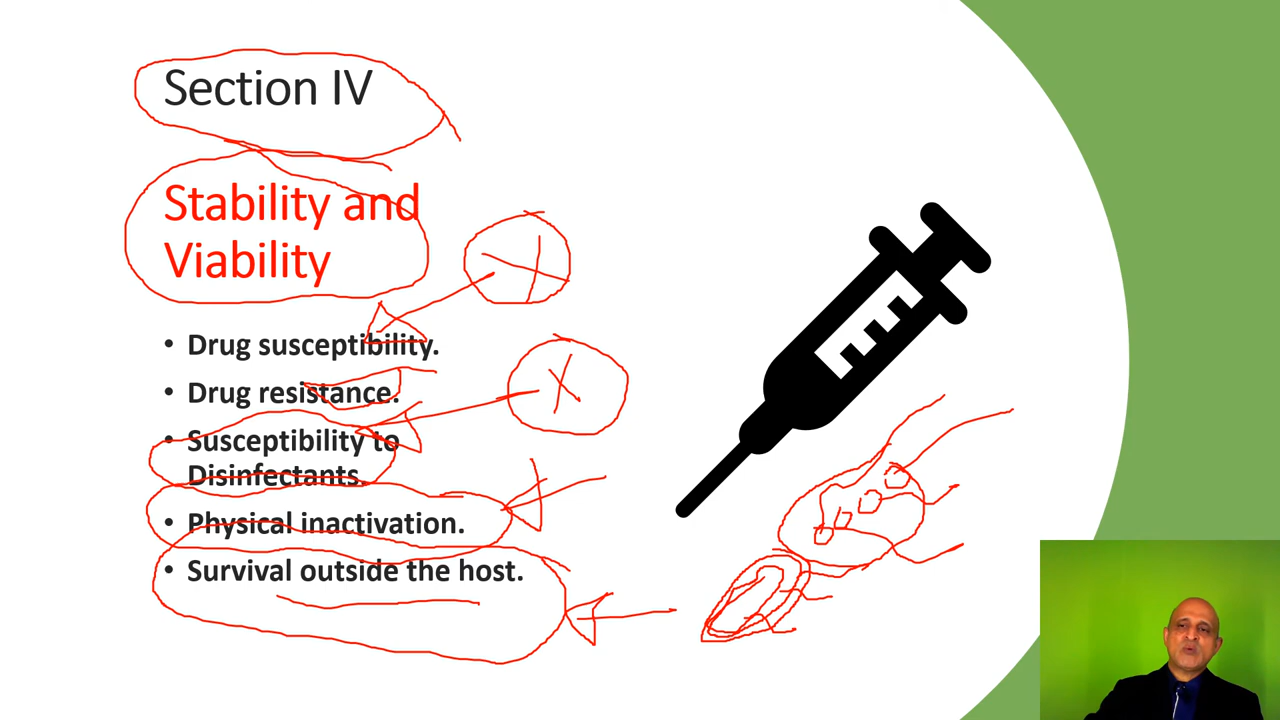 Section IV
Stability and
Viability
• Drug susceptibility.
• Drug resistance.
• Susceptibility to
Disinfectants.
• Physical inactivation.
• Survival outside the host.